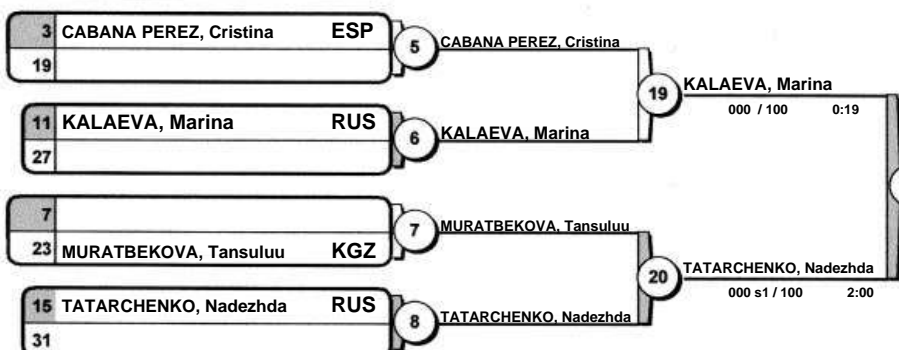 3 CABANA PEREZ, Cristina ESP
19
5 CABANA PEREZ, Cristina
19 KALAEVA, Marina
000 / 100 0:19
11 KALAEVA, Marina RUS
27
6 KALAEVA, Marina
7
23 MURATBEKOVA, Tansuluu KGZ
7 MURATBEKOVA, Tansuluu
20 TATARCHENKO, Nadezhda
000 s1 / 100 2:00
15 TATARCHENKO, Nadezhda RUS
31
8 TATARCHENKO, Nadezhda